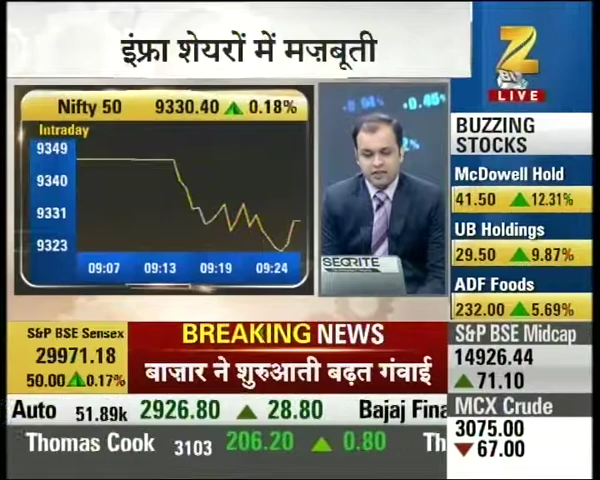 इंफ्रा शेयरों में मज़बूती
Z
LIVE
Nifty 50 9330.40 0.18%
Intraday
9349
9340
9331
9323
09:07 09:13 09:19 09:24
SEQRITE
BUZZING
STOCKS
McDowell Hold
41.50 12.31%
UB Holdings
29.50 9.87%
ADF Foods
232.00 5.69%
S&P BSE Sensex
29971.18
50.00 0.17%
BREAKING NEWS
बाज़ार ने शुरुआती बढ़त गंवाई
S&P BSE Midcap
14926.44
71.10
MCX Crude
3075.00
67.00
Auto 51.89k 2926.80 28.80 Bajaj Fina
Thomas Cook 3103 206.20 0.80 Th